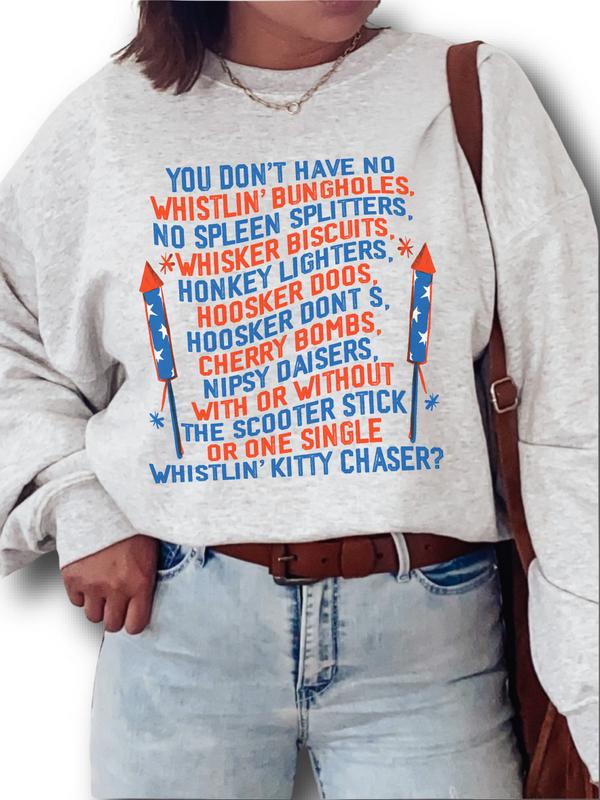 YOU DON'T HAVE NO
WHISTLIN' BUNGHOLES,
NO SPLEEN SPLITTERS,
WHISKER BISCUITS,
HONKEY LIGHTERS,
HOOSKER DOOS,
HOOSKER DONT S,
CHERRY BOMBS,
NIPSY DAISERS,
WITH OR WITHOUT
THE SCOOTER STICK
OR ONE SINGLE
WHISTLIN' KITTY CHASER?